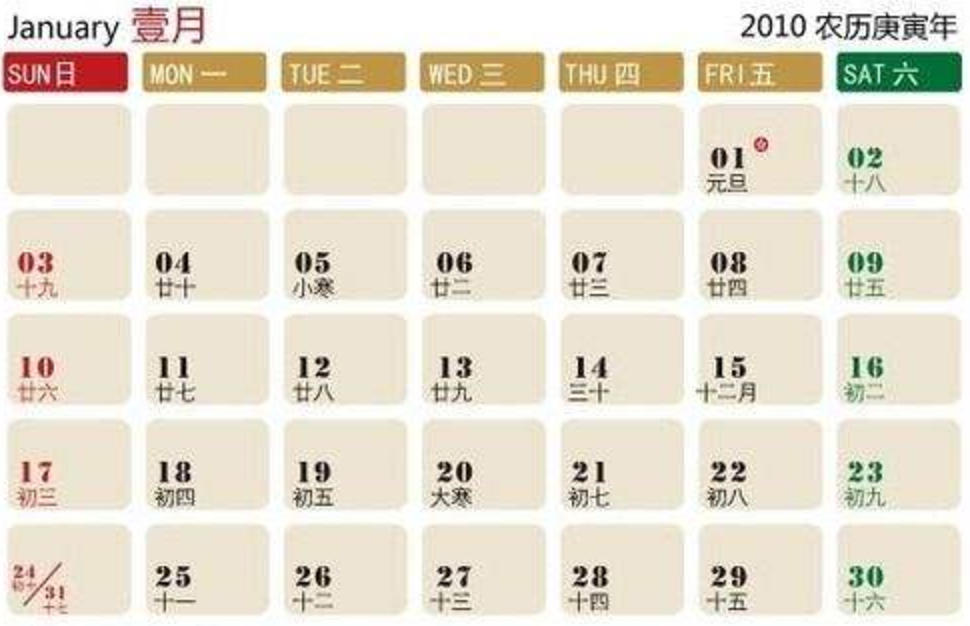 January 壹月
2010 农历庚寅年
SUN日 MON 一 TUE 二 WED 三 THU 四 FRI五 SAT 六
01 02
元旦 十八
03 04 05 06 07 08 09
十九 廿十 小寒 廿二 廿三 廿四 廿五
10 11 12 13 14 15 16
廿六 廿七 廿八 廿九 三十 十二月 初二
17 18 19 20 21 22 23
初三 初四 初五 大寒 初七 初八 初九
24/31 25 26 27 28 29 30
初十 十七 十一 十二 十三 十四 十五 十六